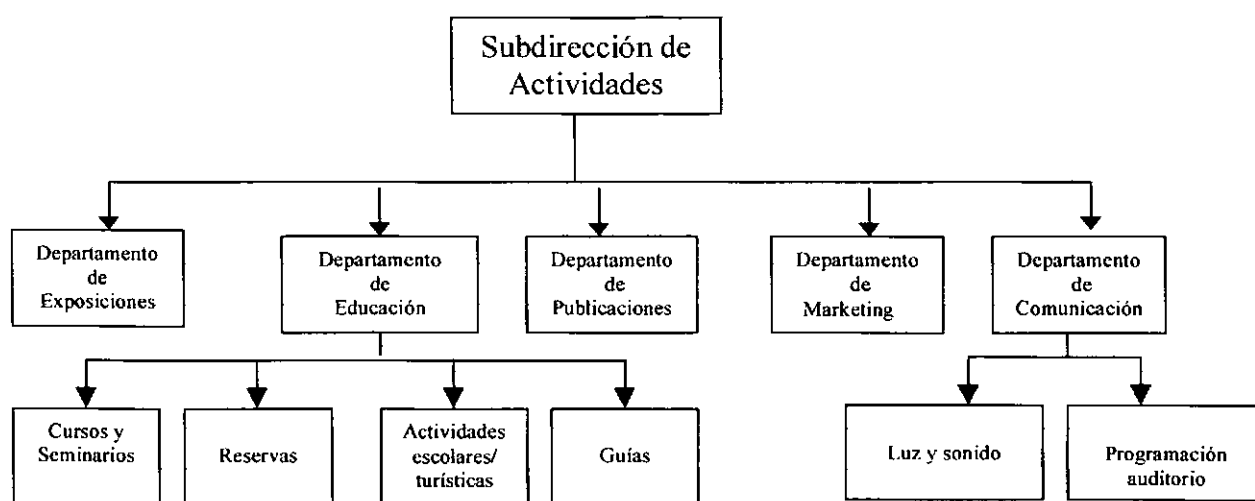 Subdirección de
Actividades
Departamento
de
Exposiciones
Departamento
de
Educación
Departamento
de
Publicaciones
Departamento
de
Marketing
Departamento
de
Comunicación
Cursos y
Seminarios
Reservas
Actividades
escolares/
turísticas
Guías
Luz y sonido
Programación
auditorio